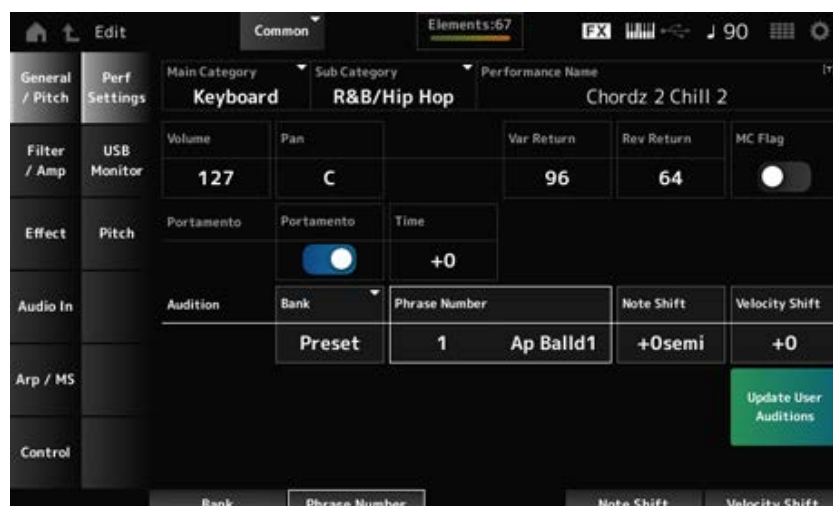 Edit
Common
Elements:67
FX
90
General / Pitch
Perf Settings
Main Category
Keyboard
Sub Category
R&B/Hip Hop
Performance Name
Chordz 2 Chill 2
Filter / Amp
USB Monitor
Volume
127
Pan
C
Var Return
96
Rev Return
64
MC Flag
Effect
Pitch
Portamento
Portamento
Time
+0
Audio In
Audition
Bank
Preset
Phrase Number
1 Ap Balld1
Note Shift
+0semi
Velocity Shift
+0
Arp / MS
Update User
Auditions
Control
Bank
Phrase Number
Note Shift
Velocity Shift